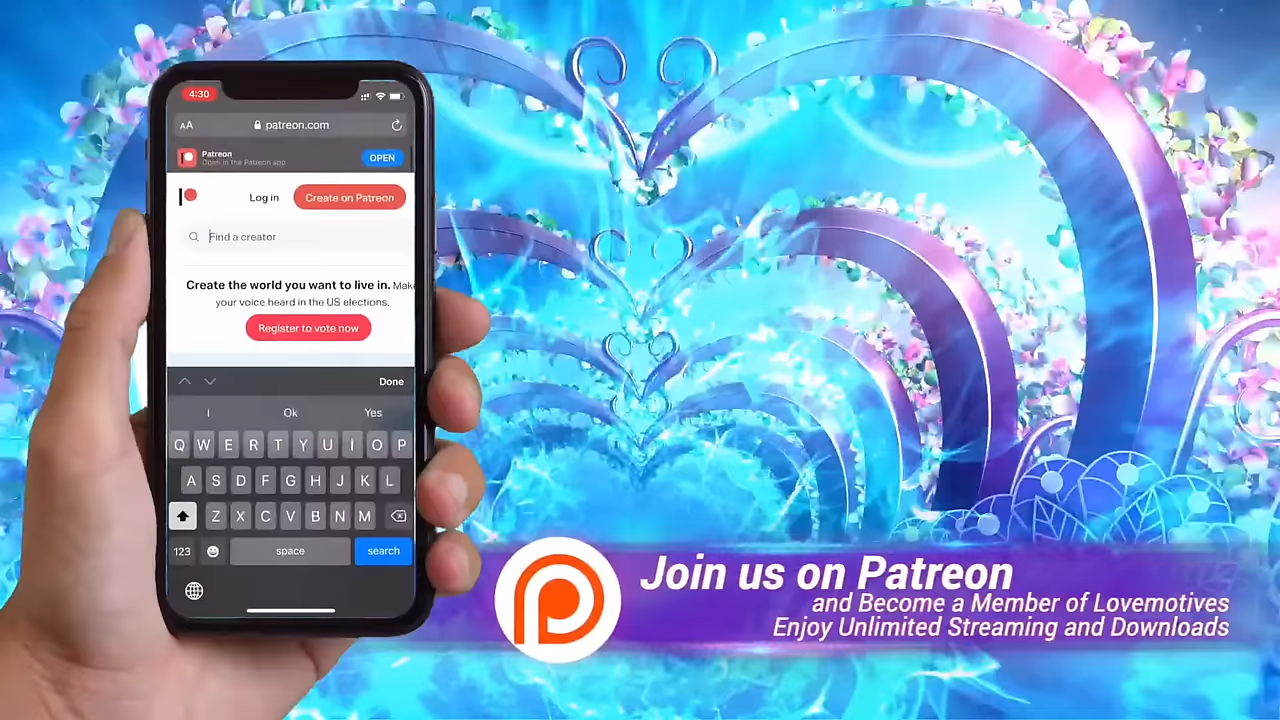 4:30
AA
patreon.com
Patreon
Open in the Patreon app
OPEN
Log in
Create on Patreon
Find a creator
Create the world you want to live in. Make
your voice heard in the US elections.
Register to vote now
Done
I Ok Yes
Q W E R T Y U I O P
A S D F G H J K L
Z X C V B N M
123 space search
Join us on Patreon
and Become a Member of Lovemotives
Enjoy Unlimited Streaming and Downloads